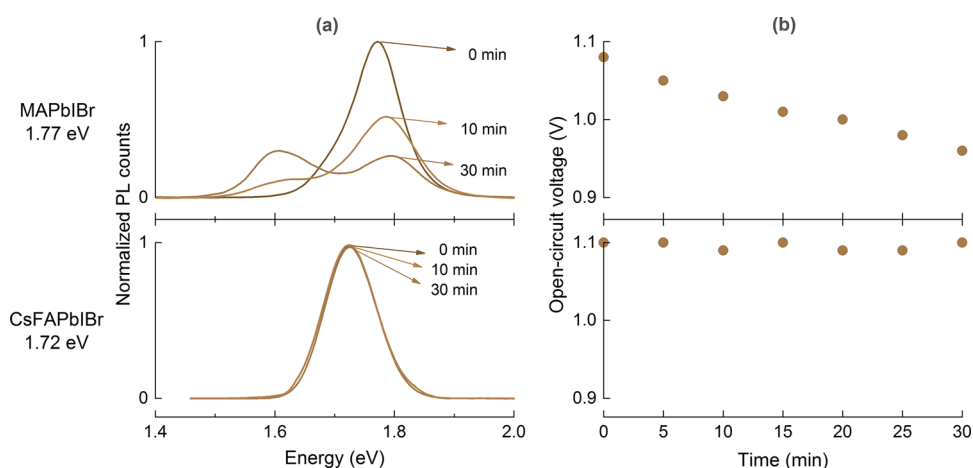 (a)
(b)
MAPbIBr
1.77 eV
CsFAPbIBr
1.72 eV
Normalized PL counts
1
0
0 min
10 min
30 min
1
0
0 min
10 min
30 min
1.4
1.6
1.8
2.0
Energy (eV)
Open-circuit voltage (V)
1.1
1.0
0.9
1.1
1.0
0.9
0
5
10
15
20
25
30
Time (min)